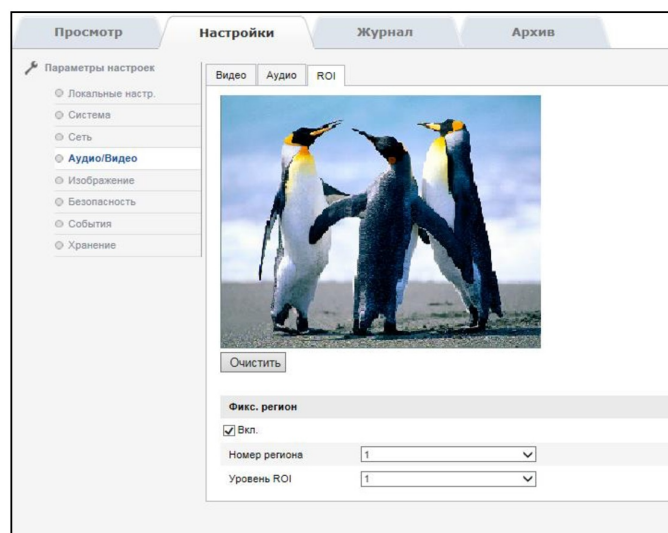 Просмотр
Настройки
Журнал
Архив
Параметры настроек
Локальные настр.
Система
Сеть
Аудио/Видео
Изображение
Безопасность
События
Хранение
Видео
Аудио
ROI
Очистить
Фикс. регион
Вкл.
Номер региона 1
Уровень ROI 1